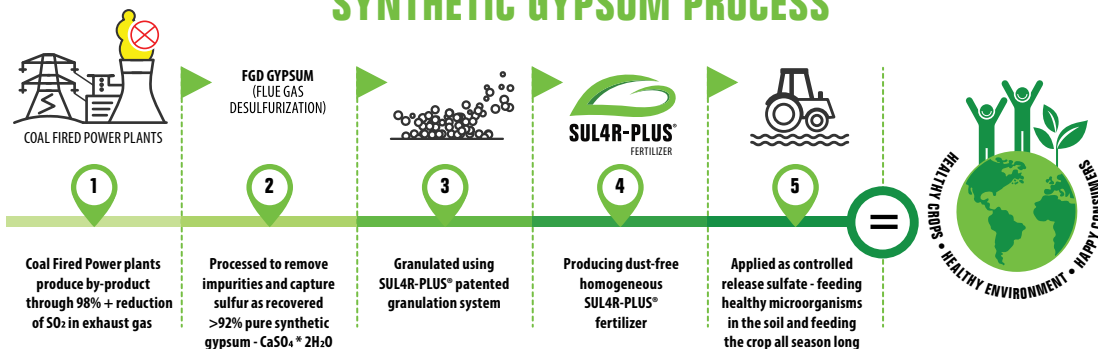 SYNTHETIC GYPSUM PROCESS
COAL FIRED POWER PLANTS
FGD GYPSUM
(FLUE GAS
DESULFURIZATION)
SUL4R-PLUS®
FERTILIZER
1
2
3
4
5
=
Coal Fired Power plants
produce by-product
through 98% + reduction
of SO₂ in exhaust gas
Processed to remove
impurities and capture
sulfur as recovered
>92% pure synthetic
gypsum - CaSO₄ * 2H₂O
Granulated using
SUL4R-PLUS® patented
granulation system
Producing dust-free
homogeneous
SUL4R-PLUS®
fertilizer
Applied as controlled
release sulfate - feeding
healthy microorganisms
in the soil and feeding
the crop all season long
HEALTHY CROPS • HEALTHY ENVIRONMENT • HAPPY CONSUMERS